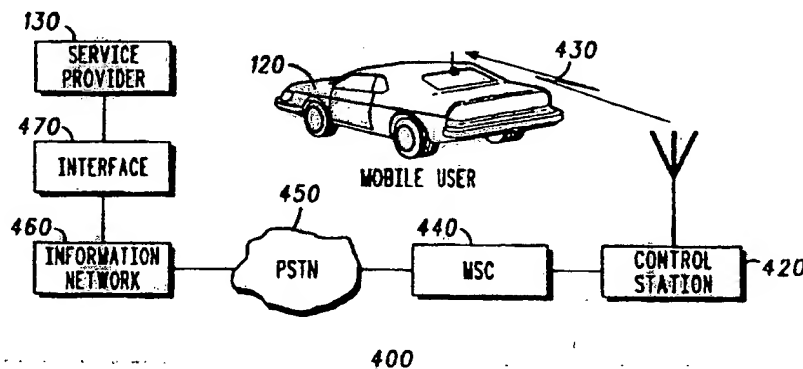 130
SERVICE
PROVIDER
470
INTERFACE
460
INFORMATION
NETWORK
120
430
MOBILE USER
450
PSTN
440
MSC
CONTROL
STATION
420
400